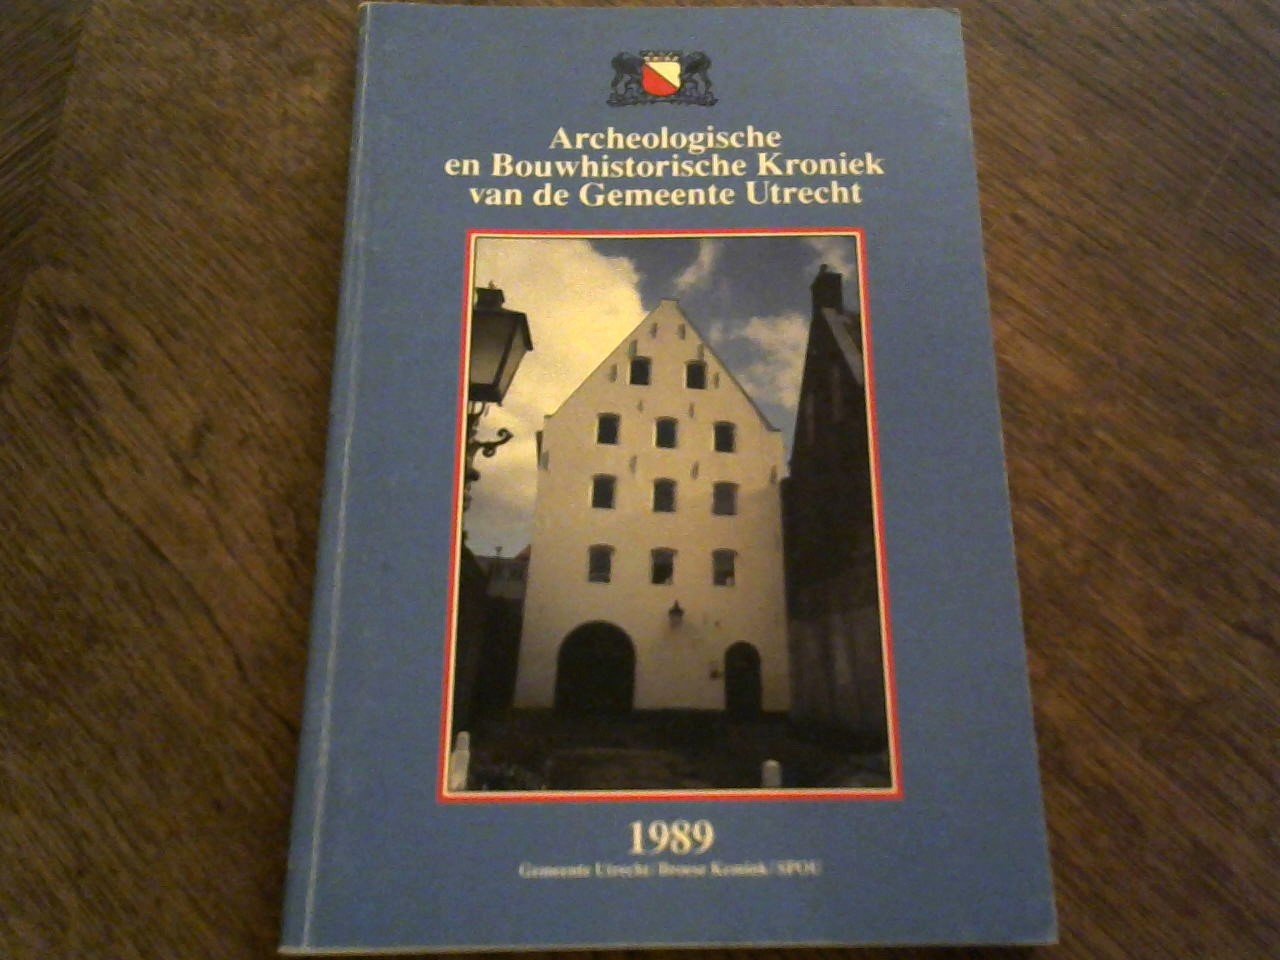 Archeologische
en Bouwhistorische Kroniek
van de Gemeente Utrecht
1989
Gemeente Utrecht/Broese Kemink/SPOU